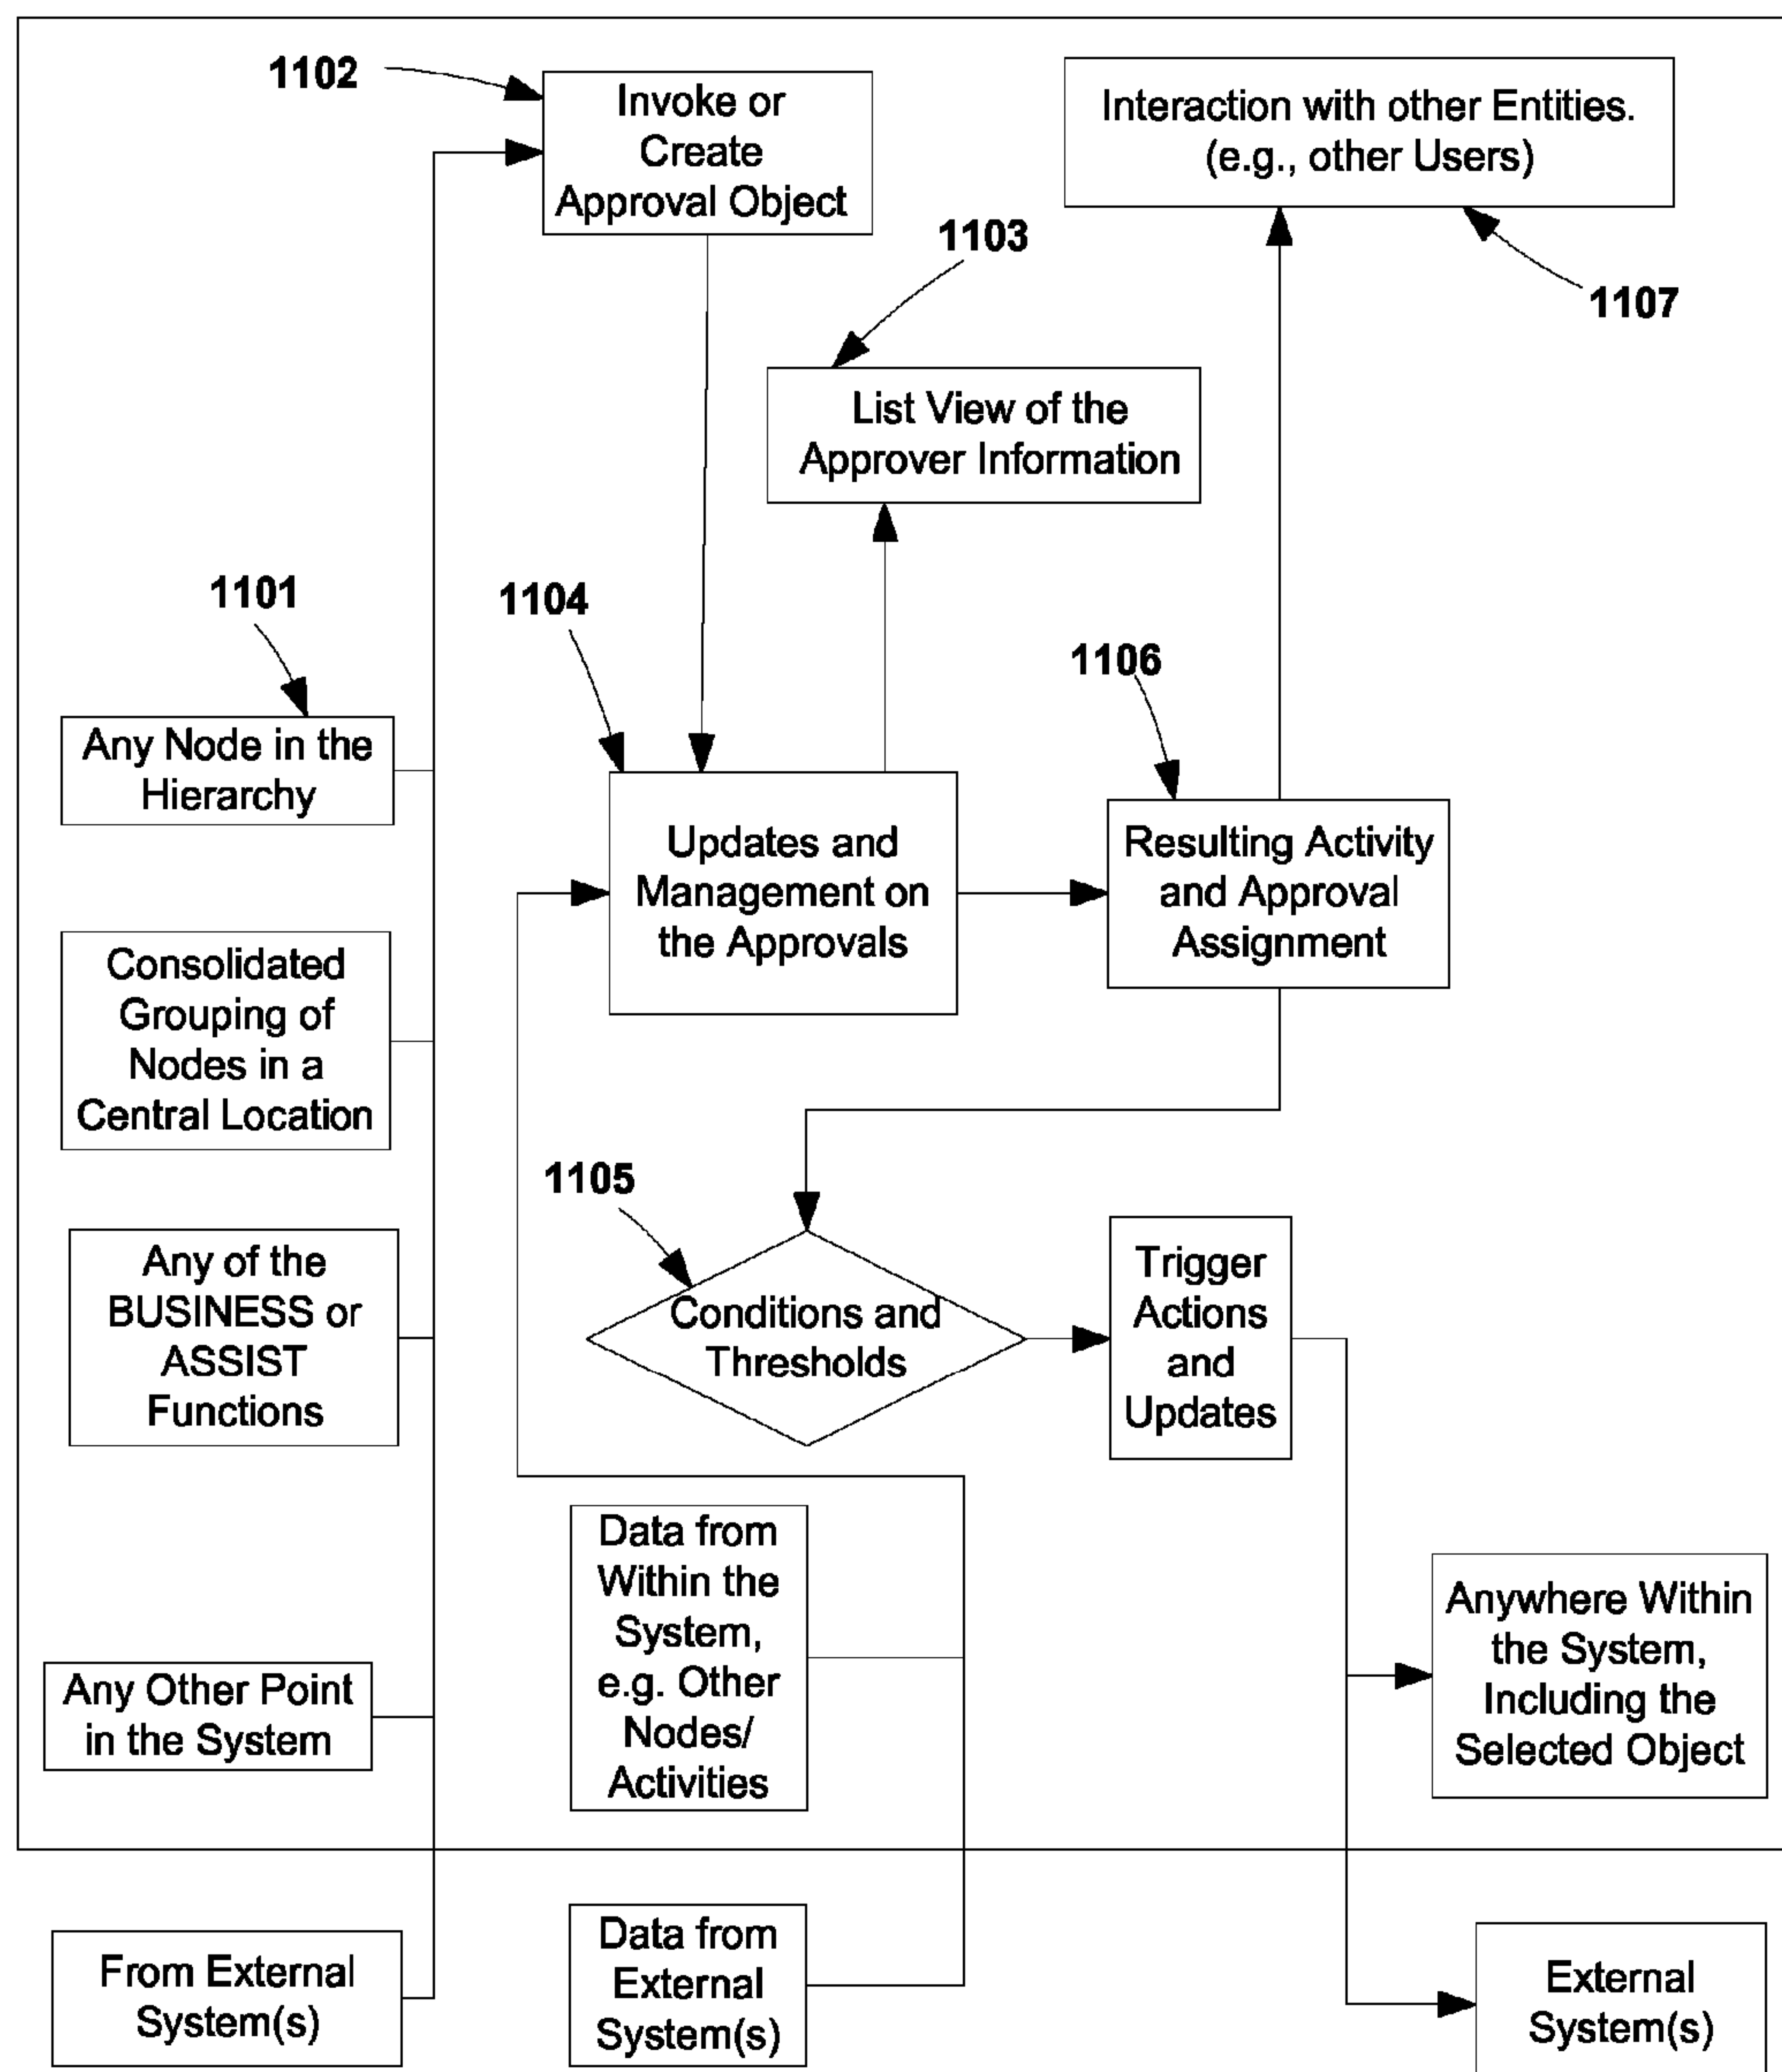 1102
Invoke or
Create
Approval Object
Interaction with other Entities.
(e.g., other Users)
1103
1107
List View of the
Approver Information
1101
1104
1106
Any Node in the
Hierarchy
Updates and
Management on
the Approvals
Resulting Activity
and Approval
Assignment
Consolidated
Grouping of
Nodes in a
Central Location
1105
Any of the
BUSINESS or
ASSIST
Functions
Conditions and
Thresholds
Trigger
Actions
and
Updates
Data from
Within the
System,
e.g. Other
Nodes/
Activities
Any Other Point
in the System
Anywhere Within
the System,
Including the
Selected Object
From External
System(s)
Data from
External
System(s)
External
System(s)